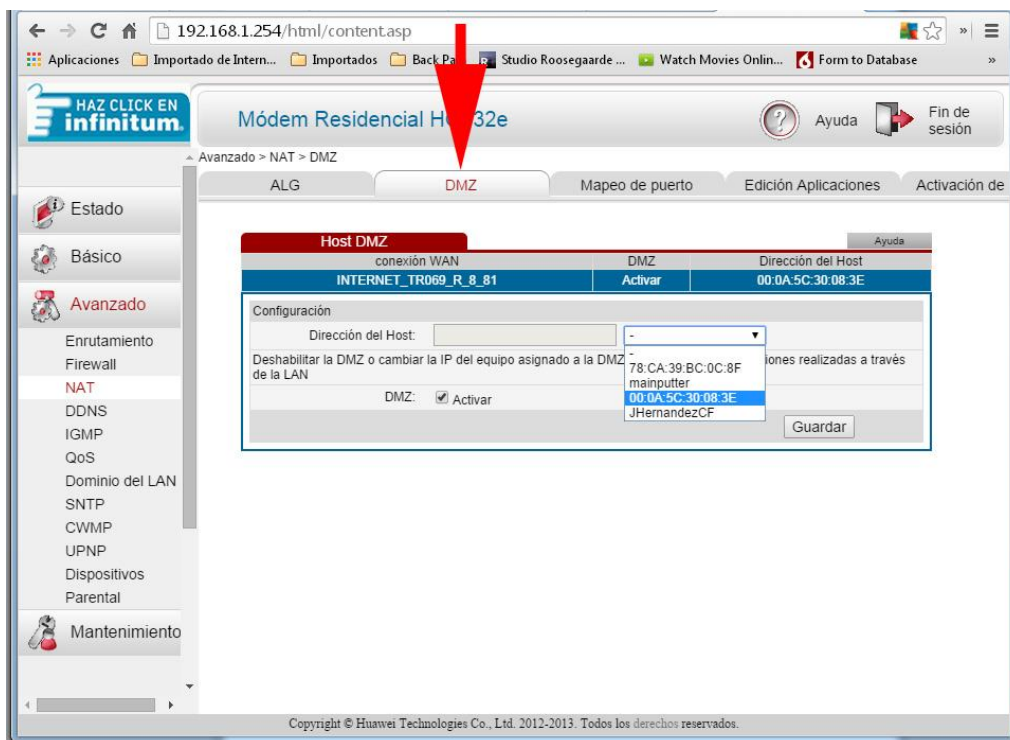 192.168.1.254/html/content.asp
Aplicaciones Importado de Intern... Importados Back Pa Studio Roosegaarde ... Watch Movies Onlin... Form to Database »
HAZ CLICK EN
infinitum.
Módem Residencial HG 32e
Ayuda
Fin de
sesión
Avanzado > NAT > DMZ
ALG DMZ Mapeo de puerto Edición Aplicaciones Activación de
Estado
Básico
Avanzado
Enrutamiento
Firewall
NAT
DDNS
IGMP
QoS
Dominio del LAN
SNTP
CWMP
UPNP
Dispositivos
Parental
Mantenimiento
Host DMZ Ayuda
conexión WAN DMZ Dirección del Host
INTERNET_TR069_R_8_81 Activar 00:0A:5C:30:08:3E
Configuración
Dirección del Host: -
Deshabilitar la DMZ o cambiar la IP del equipo asignado a la DMZ iones realizadas a través
de la LAN
-
78:CA:39:BC:0C:8F
mainputter
00:0A:5C:30:08:3E
JHernandezCF
DMZ: Activar
Guardar
Copyright © Huawei Technologies Co., Ltd. 2012-2013. Todos los derechos reservados.